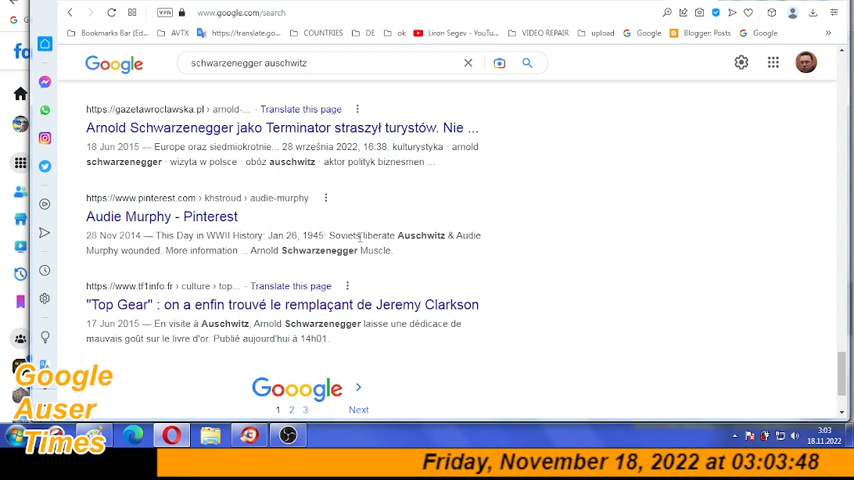 VPN www.google.com/search
Bookmarks Bar (Ed... AVTX https://translate.go... COUNTRIES DE ok Liron Segev - YouTu... VIDEO REPAIR upload Google Blogger: Posts Google »
Google schwarzenegger auschwitz
https://gazetawroclawska.pl › arnold-... · Translate this page
Arnold Schwarzenegger jako Terminator straszył turystów. Nie ...
18 Jun 2015 — Europe oraz siedmiokrotnie... 28 września 2022, 16:38. kulturystyka · arnold
schwarzenegger · wizyta w polsce · obóz auschwitz · aktor polityk biznesmen ...
https://www.pinterest.com › khstroud › audie-murphy
Audie Murphy - Pinterest
28 Nov 2014 — This Day in WWII History: Jan 26, 1945: Soviets liberate Auschwitz & Audie
Murphy wounded. More information ... Arnold Schwarzenegger Muscle.
https://www.tf1info.fr › culture › top... · Translate this page
"Top Gear" : on a enfin trouvé le remplaçant de Jeremy Clarkson
17 Jun 2015 — En visite à Auschwitz, Arnold Schwarzenegger laisse une dédicace de
mauvais goût sur le livre d'or. Publié aujourd'hui à 14h01.
Gooogle >
1 2 3 Next
Google
Auser
Times
3:03
18.11.2022
Friday, November 18, 2022 at 03:03:48